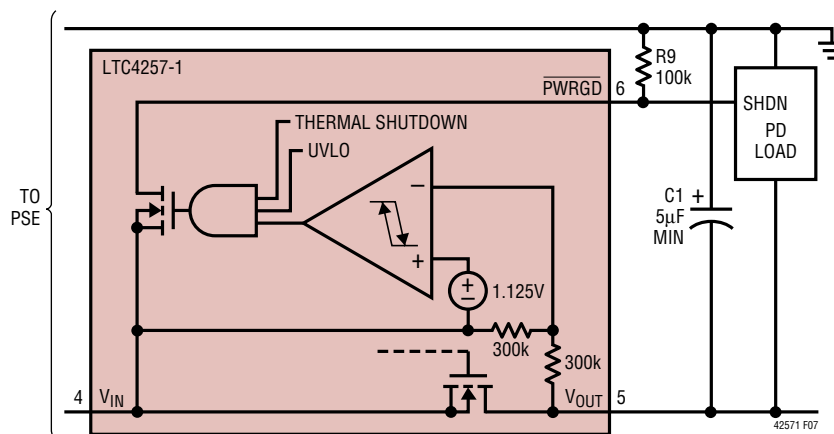 LTC4257-1
PWRGD
6
R9
100k
THERMAL SHUTDOWN
UVLO
SHDN
PD
LOAD
TO
PSE
–
+
C1
+
5μF
MIN
+
–
1.125V
300k
300k
4
VIN
VOUT
5
42571 F07